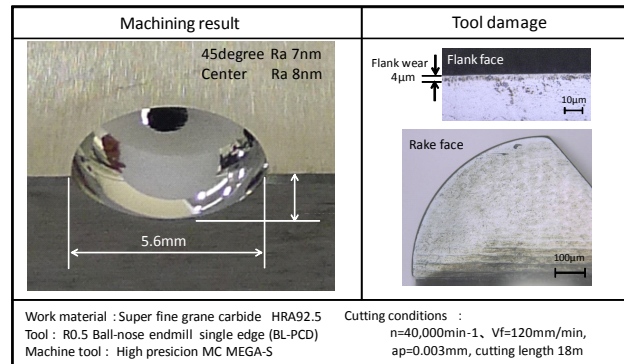 Machining result
Tool damage
45degree Ra 7nm
Center Ra 8nm
5.6mm
Flank wear
4μm
Flank face
10μm
Rake face
100μm
Work material : Super fine grane carbide HRA92.5
Tool : R0.5 Ball-nose endmill single edge (BL-PCD)
Machine tool : High presicion MC MEGA-S
Cutting conditions :
n=40,000min-1、Vf=120mm/min,
ap=0.003mm, cutting length 18m